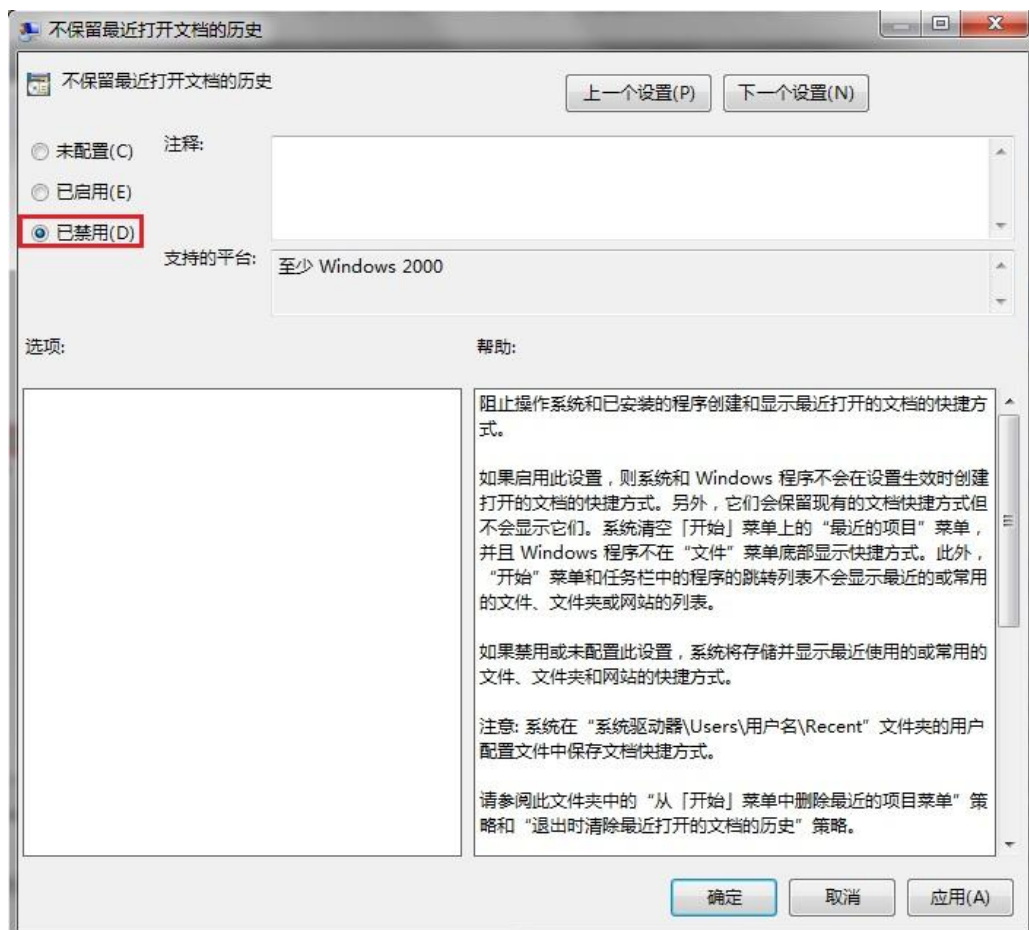 不保留最近打开文档的历史
不保留最近打开文档的历史
上一个设置(P)
下一个设置(N)
未配置(C)
注释:
已启用(E)
已禁用(D)
支持的平台:
至少 Windows 2000
选项:
帮助:
阻止操作系统和已安装的程序创建和显示最近打开的文档的快捷方
式。
如果启用此设置，则系统和 Windows 程序不会在设置生效时创建
打开的文档的快捷方式。另外，它们会保留现有的文档快捷方式但
不会显示它们。系统清空「开始」菜单上的“最近的项目”菜单，
并且 Windows 程序不在“文件”菜单底部显示快捷方式。此外，
“开始”菜单和任务栏中的程序的跳转列表不会显示最近的或常用
的文件、文件夹或网站的列表。
如果禁用或未配置此设置，系统将存储并显示最近使用的或常用的
文件、文件夹和网站的快捷方式。
注意: 系统在“系统驱动器\Users\用户名\Recent”文件夹的用户
配置文件中保存文档快捷方式。
请参阅此文件夹中的“从「开始」菜单中删除最近的项目菜单”策
略和“退出时清除最近打开的文档的历史”策略。
确定
取消
应用(A)